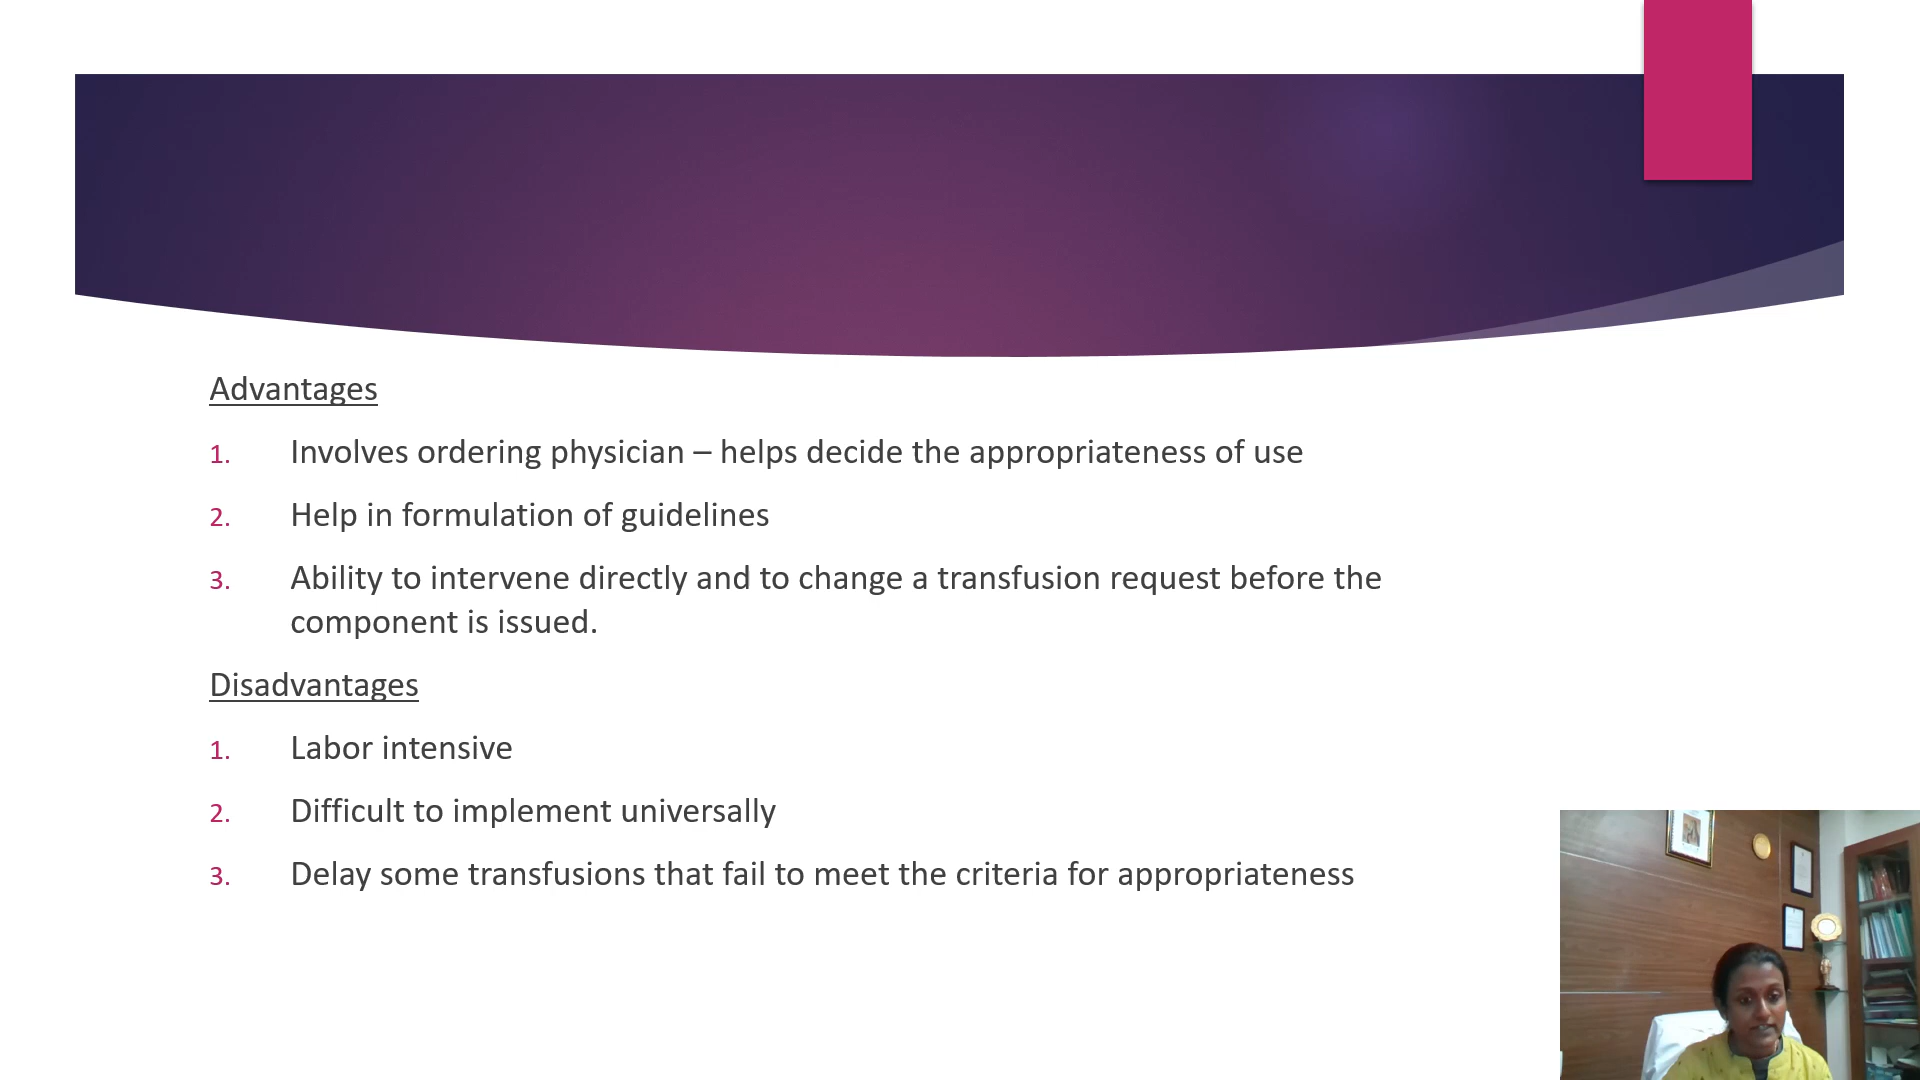 Advantages
1. Involves ordering physician – helps decide the appropriateness of use
2. Help in formulation of guidelines
3. Ability to intervene directly and to change a transfusion request before the
component is issued.
Disadvantages
1. Labor intensive
2. Difficult to implement universally
3. Delay some transfusions that fail to meet the criteria for appropriateness